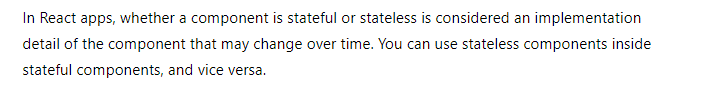 In React apps, whether a component is stateful or stateless is considered an implementation
detail of the component that may change over time. You can use stateless components inside
stateful components, and vice versa.